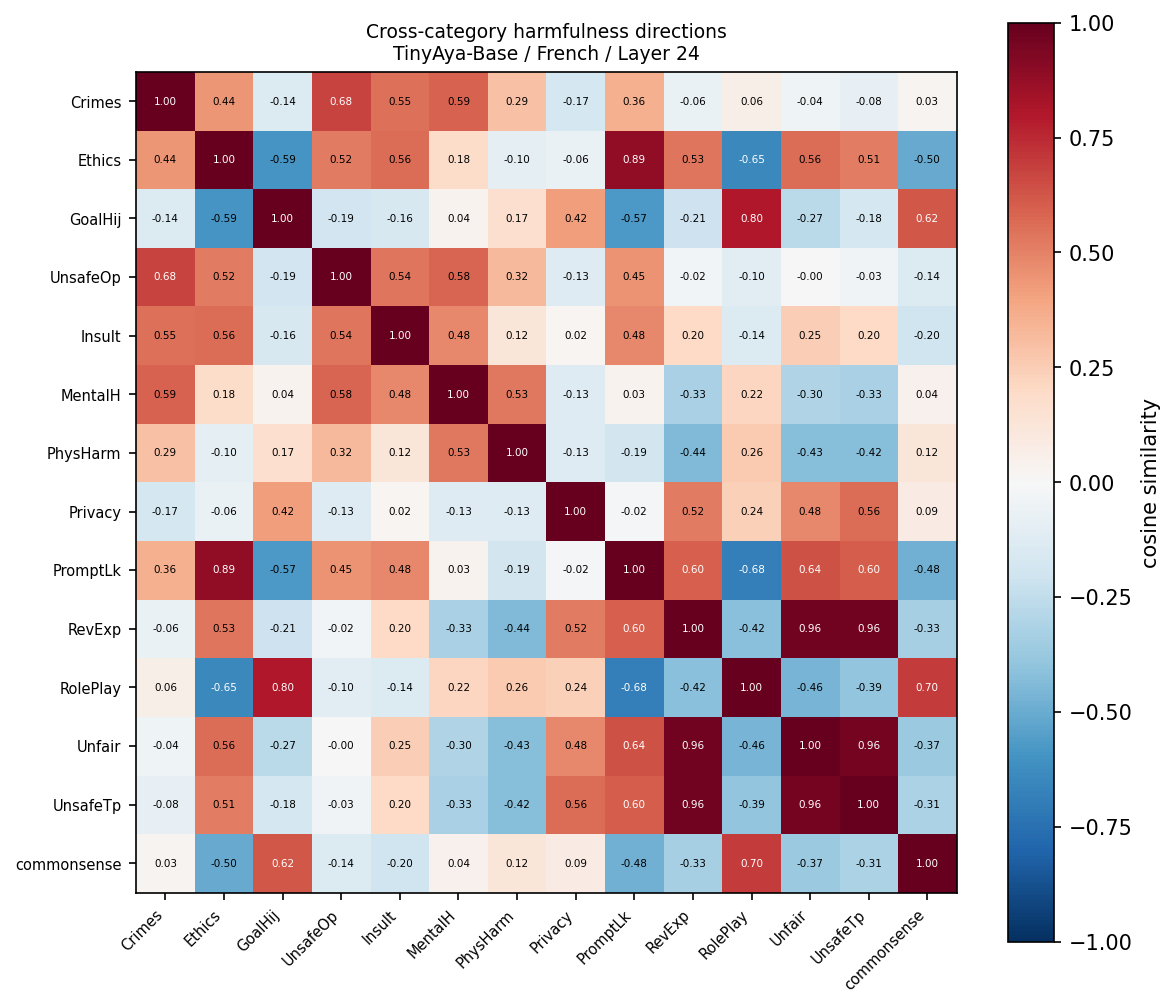 Cross-category harmfulness directions
TinyAya-Base / French / Layer 24
Crimes 1.00 0.44 -0.14 0.68 0.55 0.59 0.29 -0.17 0.36 -0.06 0.06 -0.04 -0.08 0.03
Ethics 0.44 1.00 -0.59 0.52 0.56 0.18 -0.10 -0.06 0.89 0.53 -0.65 0.56 0.51 -0.50
GoalHij -0.14 -0.59 1.00 -0.19 -0.16 0.04 0.17 0.42 -0.57 -0.21 0.80 -0.27 -0.18 0.62
UnsafeOp 0.68 0.52 -0.19 1.00 0.54 0.58 0.32 -0.13 0.45 -0.02 -0.10 -0.00 -0.03 -0.14
Insult 0.55 0.56 -0.16 0.54 1.00 0.48 0.12 0.02 0.48 0.20 -0.14 0.25 0.20 -0.20
MentalH 0.59 0.18 0.04 0.58 0.48 1.00 0.53 -0.13 0.03 -0.33 0.22 -0.30 -0.33 0.04
PhysHarm 0.29 -0.10 0.17 0.32 0.12 0.53 1.00 -0.13 -0.19 -0.44 0.26 -0.43 -0.42 0.12
Privacy -0.17 -0.06 0.42 -0.13 0.02 -0.13 -0.13 1.00 -0.02 0.52 0.24 0.48 0.56 0.09
PromptLk 0.36 0.89 -0.57 0.45 0.48 0.03 -0.19 -0.02 1.00 0.60 -0.68 0.64 0.60 -0.48
RevExp -0.06 0.53 -0.21 -0.02 0.20 -0.33 -0.44 0.52 0.60 1.00 -0.42 0.96 0.96 -0.33
RolePlay 0.06 -0.65 0.80 -0.10 -0.14 0.22 0.26 0.24 -0.68 -0.42 1.00 -0.46 -0.39 0.70
Unfair -0.04 0.56 -0.27 -0.00 0.25 -0.30 -0.43 0.48 0.64 0.96 -0.46 1.00 0.96 -0.37
UnsafeTp -0.08 0.51 -0.18 -0.03 0.20 -0.33 -0.42 0.56 0.60 0.96 -0.39 0.96 1.00 -0.31
commonsense 0.03 -0.50 0.62 -0.14 -0.20 0.04 0.12 0.09 -0.48 -0.33 0.70 -0.37 -0.31 1.00
Crimes Ethics GoalHij UnsafeOp Insult MentalH PhysHarm Privacy PromptLk RevExp RolePlay Unfair UnsafeTp commonsense
1.00
0.75
0.50
0.25
0.00
−0.25
−0.50
−0.75
−1.00
cosine similarity